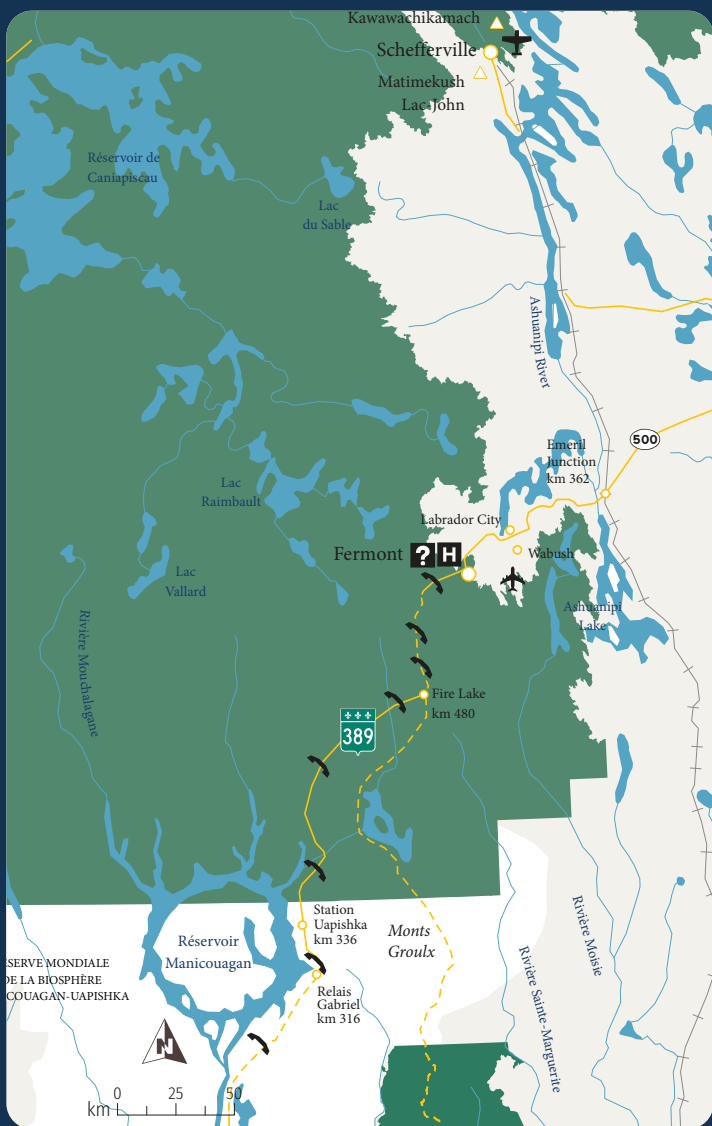 Kawawachikamach
Schefferville
Matimekush
Lac-John
Réservoir de
Caniapiscau
Lac
du Sable
Ashuanipi River
500
Emeril
Junction
km 362
Lac
Raimbault
Labrador City
Fermont
? H
Wabush
Lac
Vallard
Ashuanipi
Lake
Rivière Mouchalagane
Fire Lake
km 480
389
Station
Uapishka
km 336
Monts
Groulx
Réservoir
Manicouagan
Rivière Moisie
Rivière Sainte-Marguerite
SERVE MONDIALE
DE LA BIOSPHÈRE
COUAGAN-UAPISHKA
Relais
Gabriel
km 316
N
0 25 50
km